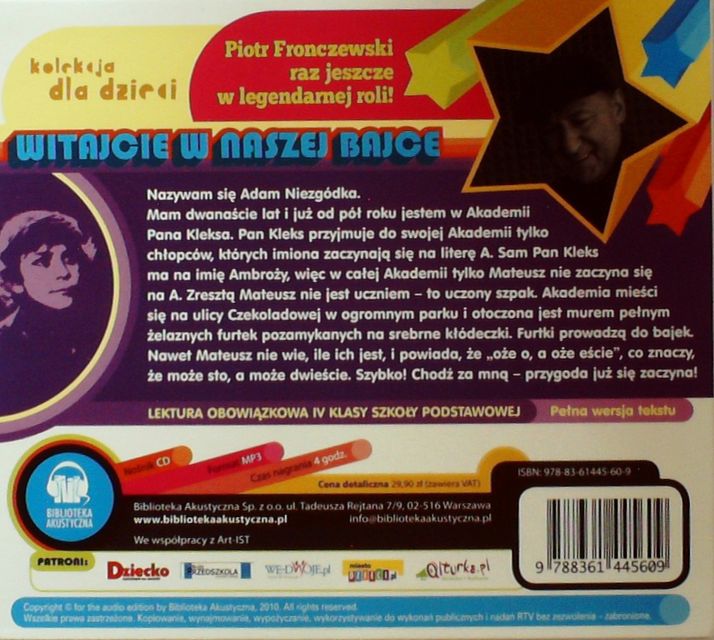 kolekcja
dla dzieci
Piotr Fronczewski
raz jeszcze
w legendarnej roli!
WITAJCIE W NASZEJ BAJCE
Nazywam się Adam Niezgódka.
Mam dwanaście lat i już od pół roku jestem w Akademii
Pana Kleksa. Pan Kleks przyjmuje do swojej Akademii tylko
chłopców, których imiona zaczynają się na literę A. Sam Pan Kleks
ma na imię Ambroży, więc w całej Akademii tylko Mateusz nie zaczyna się
na A. Zresztą Mateusz nie jest uczniem – to uczony szpak. Akademia mieści
się na ulicy Czekoladowej w ogromnym parku i otoczona jest murem pełnym
żelaznych furtek pozamykanych na srebrne kłódeczki. Furtki prowadzą do bajek.
Nawet Mateusz nie wie, ile ich jest, i powiada, że „oże o, a oże eście”, co znaczy,
że może sto, a może dwieście. Szybko! Chodź za mną – przygoda już się zaczyna!
LEKTURA OBOWIĄZKOWA IV KLASY SZKOŁY PODSTAWOWEJ
Pełna wersja tekstu
Nośnik CD
Format MP3
Czas nagrania 4 godz.
Cena detaliczna 29,90 zł (zawiera VAT)
ISBN: 978-83-61445-60-9
BIBLIOTEKA
AKUSTYCZNA
Biblioteka Akustyczna Sp. z o.o. ul. Tadeusza Rejtana 7/9, 02-516 Warszawa
www.bibliotekaakustyczna.pl info@bibliotekaakustyczna.pl
We współpracy z Art-IST
9 788361 445609
PATRONI:
Dziecko
WE-DWOJE.pl
miasto
DZIECI.pl
Qlturka.pl
Copyright © for the audio edition by Biblioteka Akustyczna, 2010. All rights reserved.
Wszelkie prawa zastrzeżone. Kopiowanie, wynajmowanie, wypożyczanie, wykorzystywanie do wykonań publicznych i nadań RTV bez zezwolenia – zabronione.